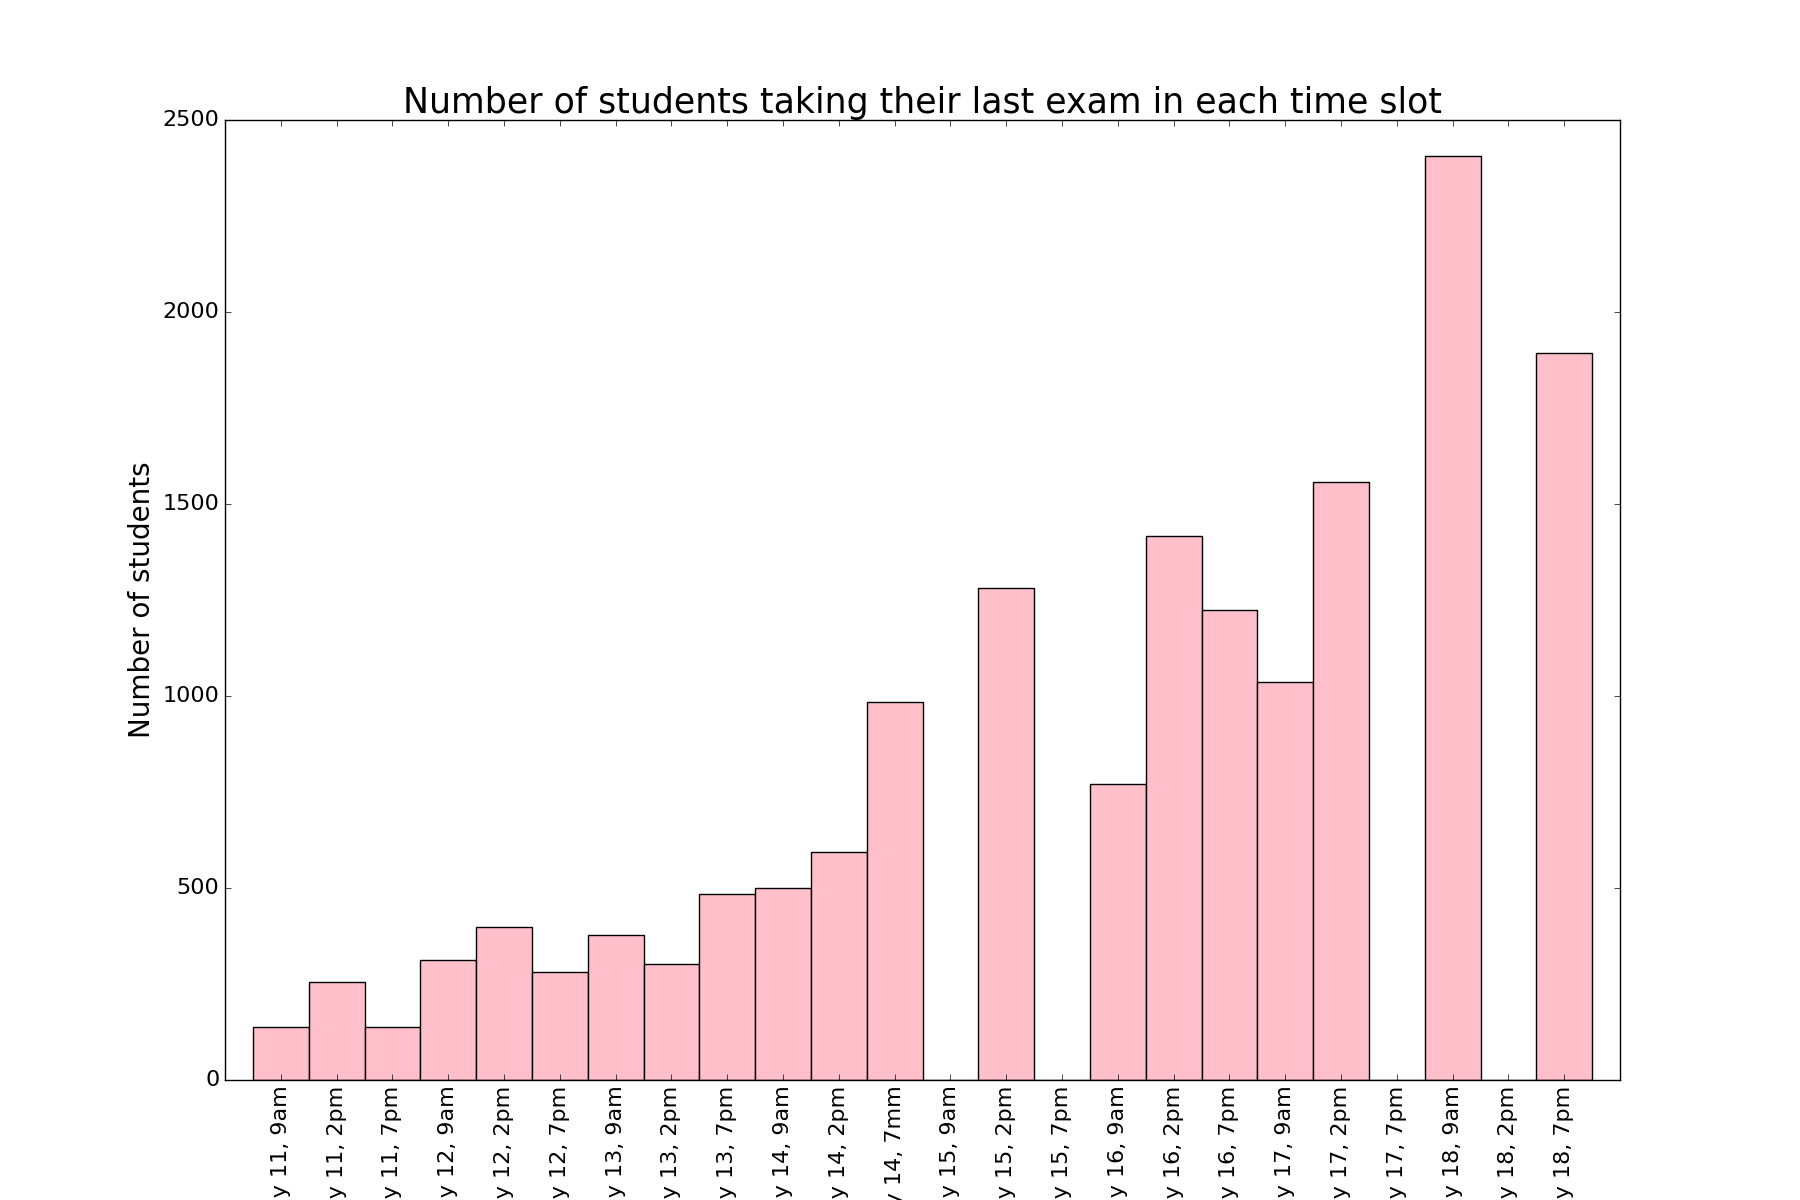 Number of students taking their last exam in each time slot
Number of students
2500
2000
1500
1000
500
0
y 11, 9am
y 11, 2pm
y 11, 7pm
y 12, 9am
y 12, 2pm
y 12, 7pm
y 13, 9am
y 13, 2pm
y 13, 7pm
y 14, 9am
y 14, 2pm
y 14, 7mm
y 15, 9am
y 15, 2pm
y 15, 7pm
y 16, 9am
y 16, 2pm
y 16, 7pm
y 17, 9am
y 17, 2pm
y 17, 7pm
y 18, 9am
y 18, 2pm
y 18, 7pm